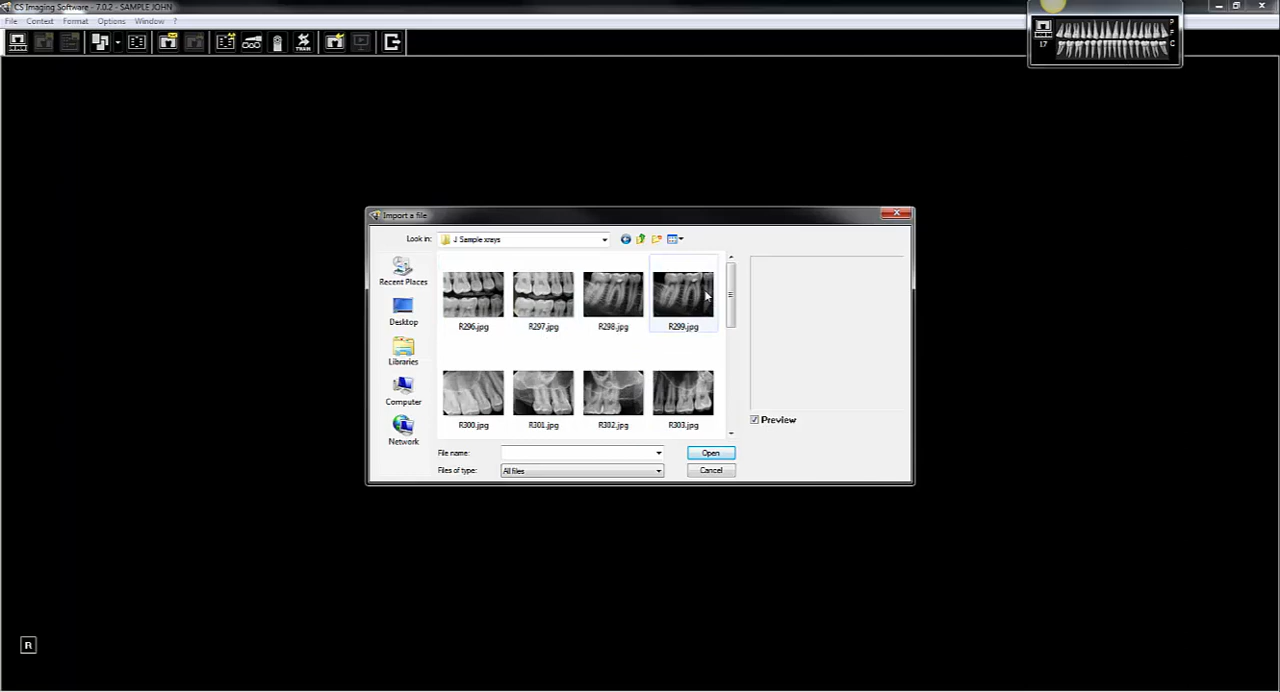 CS Imaging Software - 7.0.2 - SAMPLE JOHN
File Context Format Options Window ?
TRAN
17
P
F
C
Import a file
Look in: J Sample xrays
Recent Places
Desktop
Libraries
Computer
Network
R296.jpg R297.jpg R298.jpg R299.jpg
R300.jpg R301.jpg R302.jpg R303.jpg
Preview
File name: Open
Files of type: All files Cancel
R